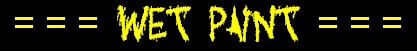 = = = WET PAINT = = =